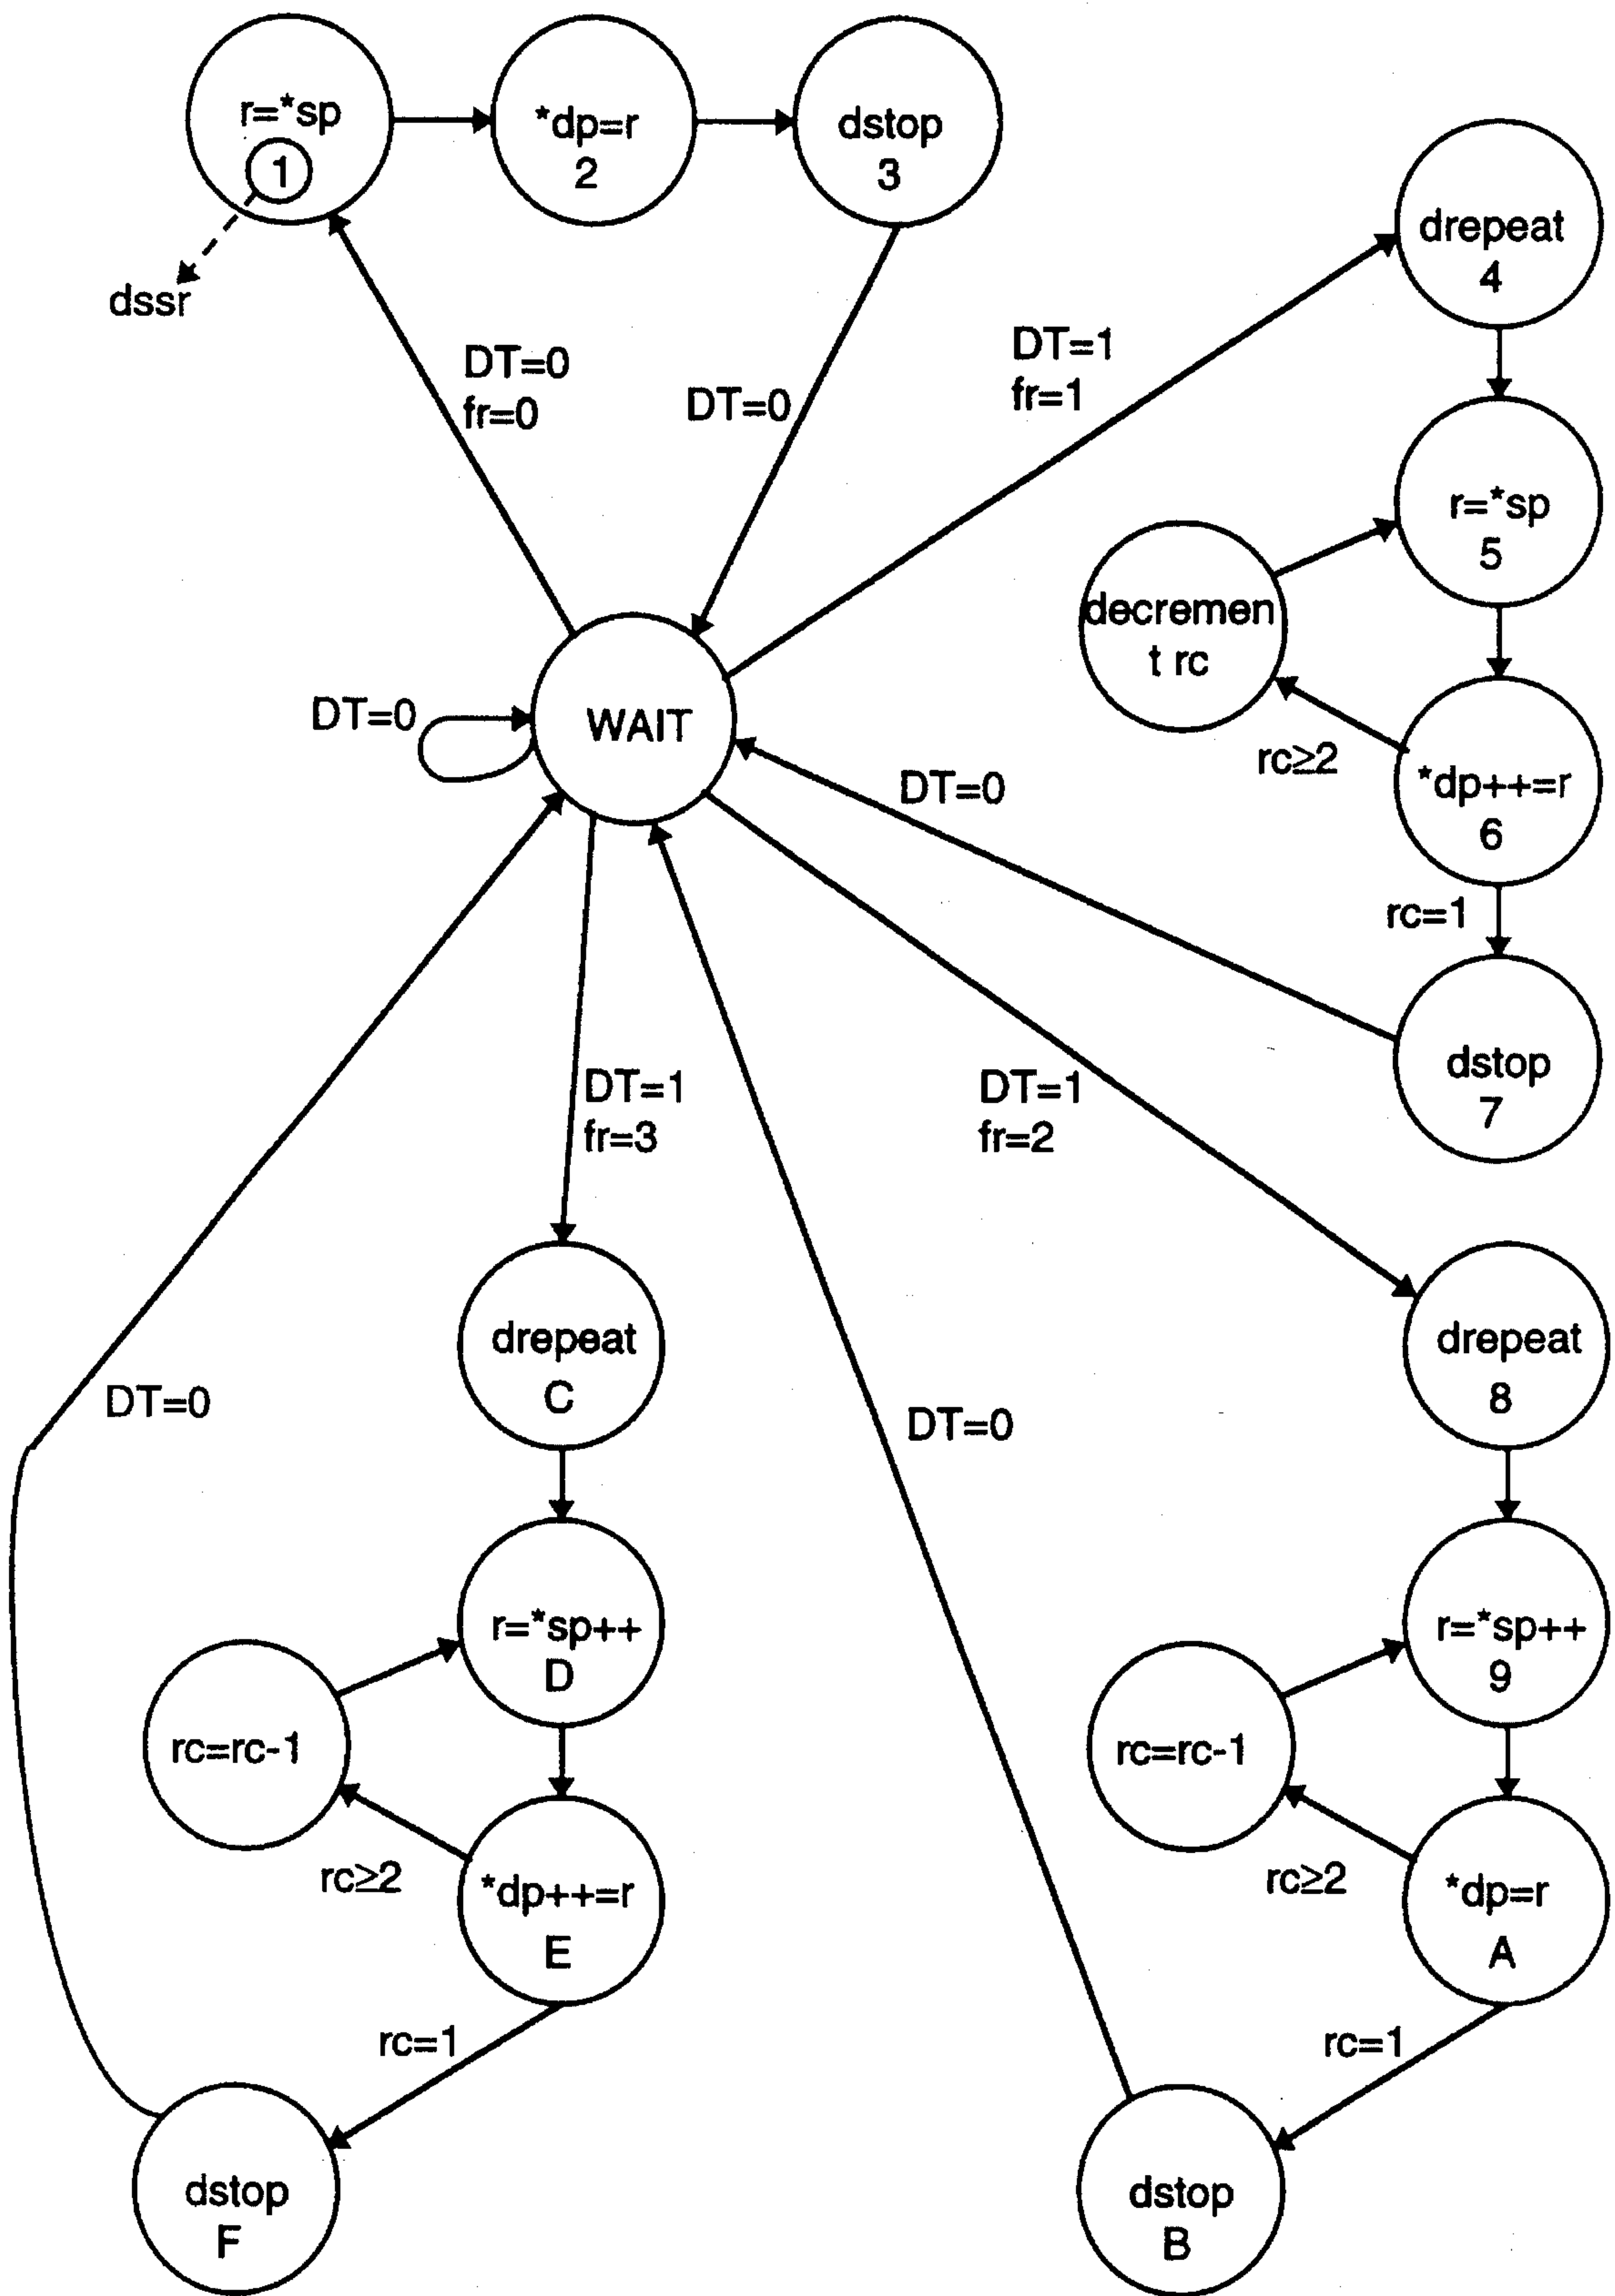 r=*sp
1
dssr
*dp=r
2
dstop
3
DT=0
fr=0
DT=0
DT=1
fr=1
drepeat
4
r=*sp
5
decremen
t rc
rc≥2
*dp++=r
6
rc=1
dstop
7
DT=0
WAIT
DT=0
DT=1
fr=3
DT=1
fr=2
DT=0
DT=0
drepeat
C
r=*sp++
D
rc=rc-1
rc≥2
*dp++=r
E
rc=1
dstop
F
drepeat
8
r=*sp++
9
rc=rc-1
rc≥2
*dp=r
A
rc=1
dstop
B